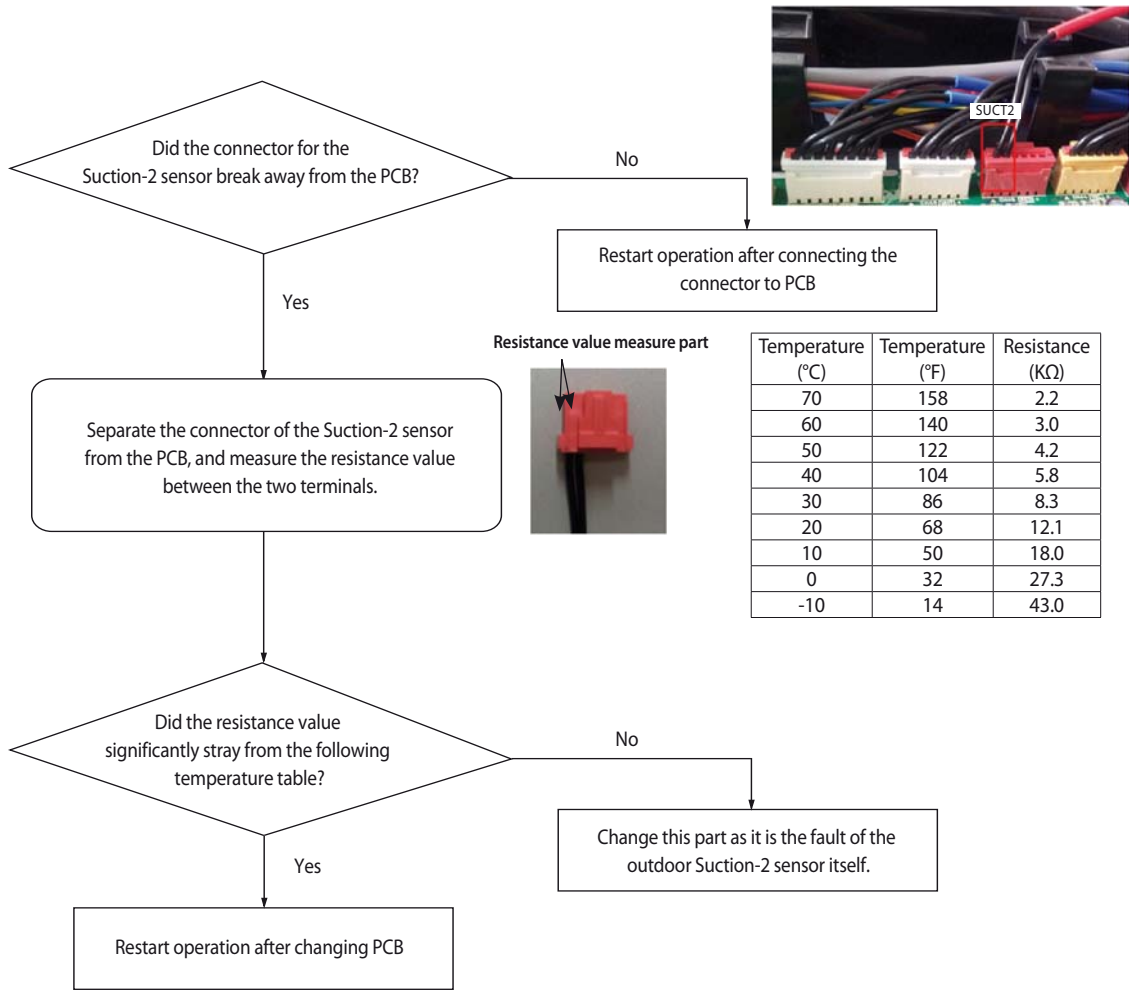 SUCT2
Did the connector for the
Suction-2 sensor break away from the PCB?
No
Restart operation after connecting the
connector to PCB
Yes
Separate the connector of the Suction-2 sensor
from the PCB, and measure the resistance value
between the two terminals.
Resistance value measure part
Temperature (°C) Temperature (°F) Resistance (KΩ)
70 158 2.2
60 140 3.0
50 122 4.2
40 104 5.8
30 86 8.3
20 68 12.1
10 50 18.0
0 32 27.3
-10 14 43.0
Did the resistance value
significantly stray from the following
temperature table?
No
Change this part as it is the fault of the
outdoor Suction-2 sensor itself.
Yes
Restart operation after changing PCB